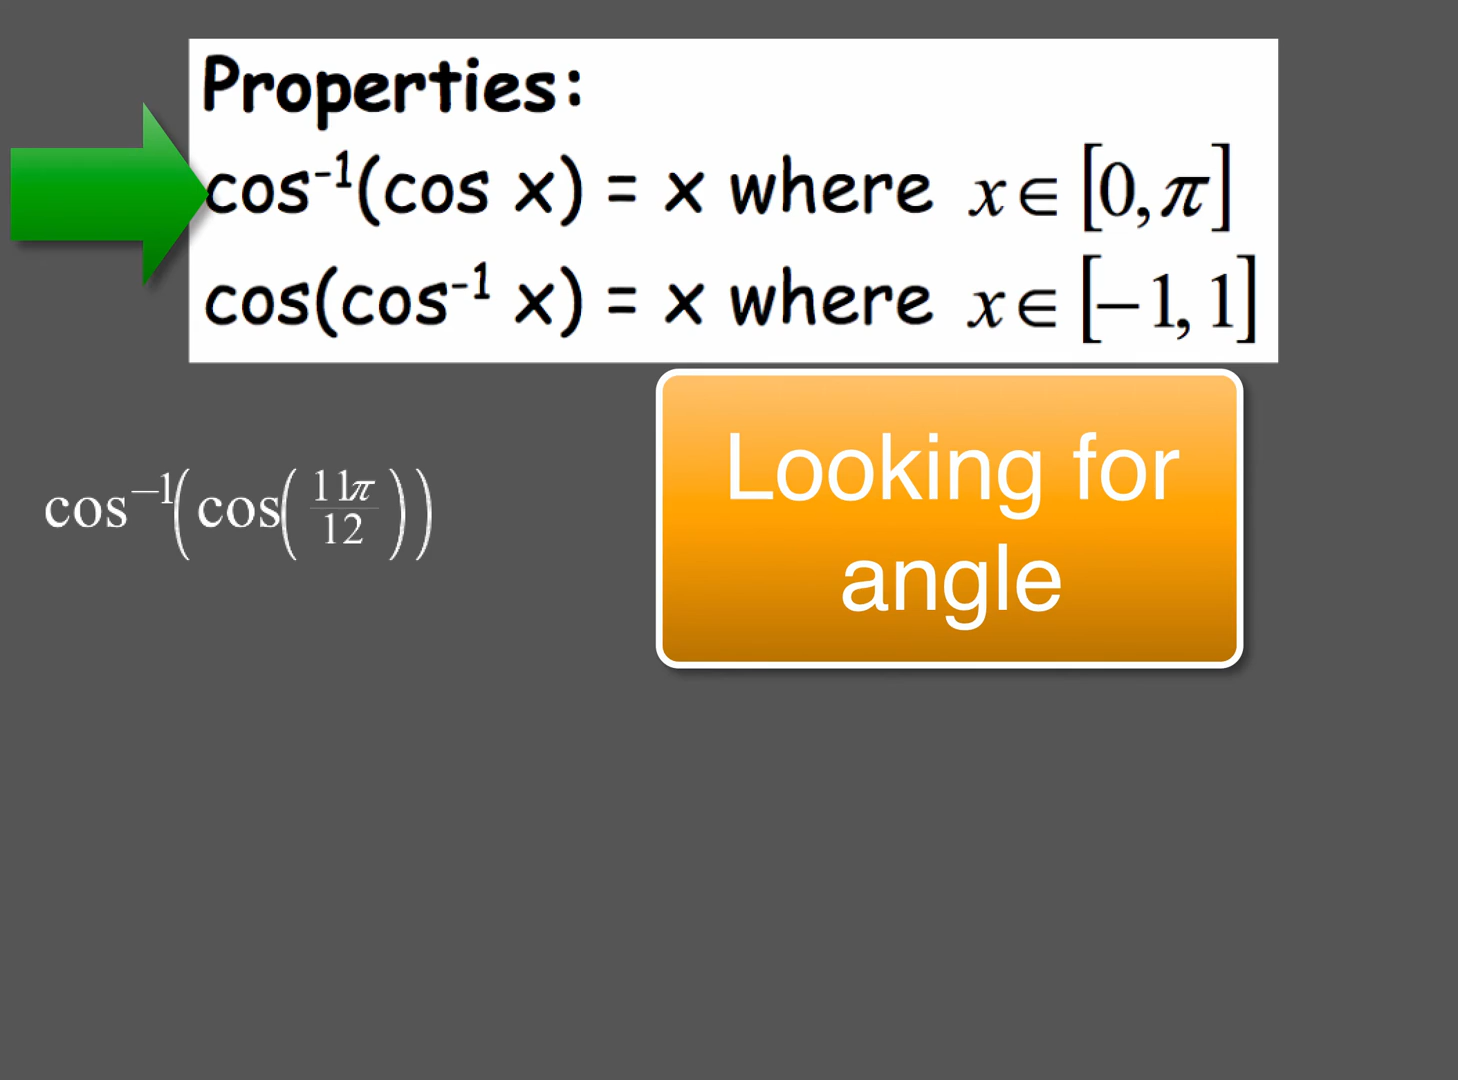 Properties:
cos⁻¹(cos x) = x where x ∈ [0, π]
cos(cos⁻¹ x) = x where x ∈ [−1, 1]
cos⁻¹(cos(11π/12))
Looking for
angle